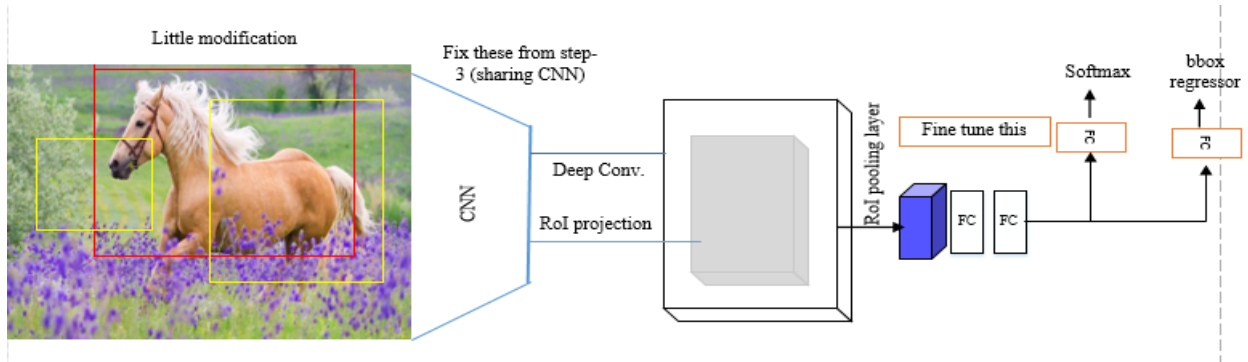 Little modification
Fix these from step-
3 (sharing CNN)
CNN
Deep Conv.
RoI projection
RoI pooling layer
Fine tune this
FC
FC
Softmax
FC
bbox
regressor
FC